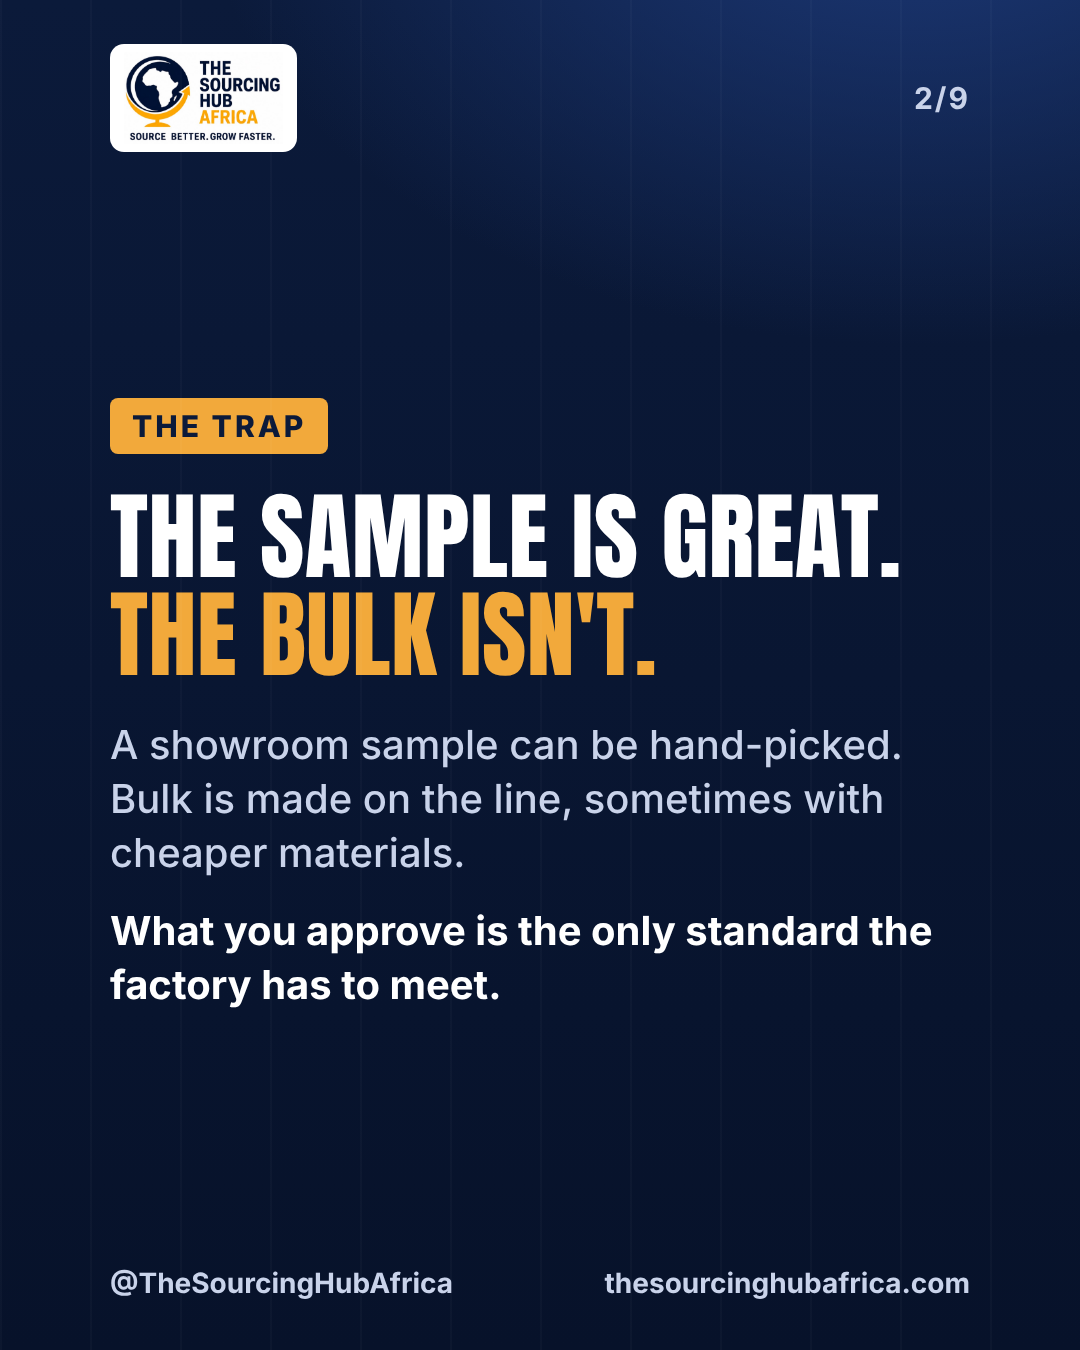 THE
SOURCING
HUB
AFRICA
SOURCE BETTER. GROW FASTER.
2/9
THE TRAP
THE SAMPLE IS GREAT.
THE BULK ISN'T.
A showroom sample can be hand-picked.
Bulk is made on the line, sometimes with
cheaper materials.
What you approve is the only standard the
factory has to meet.
@TheSourcingHubAfrica
thesourcinghubafrica.com